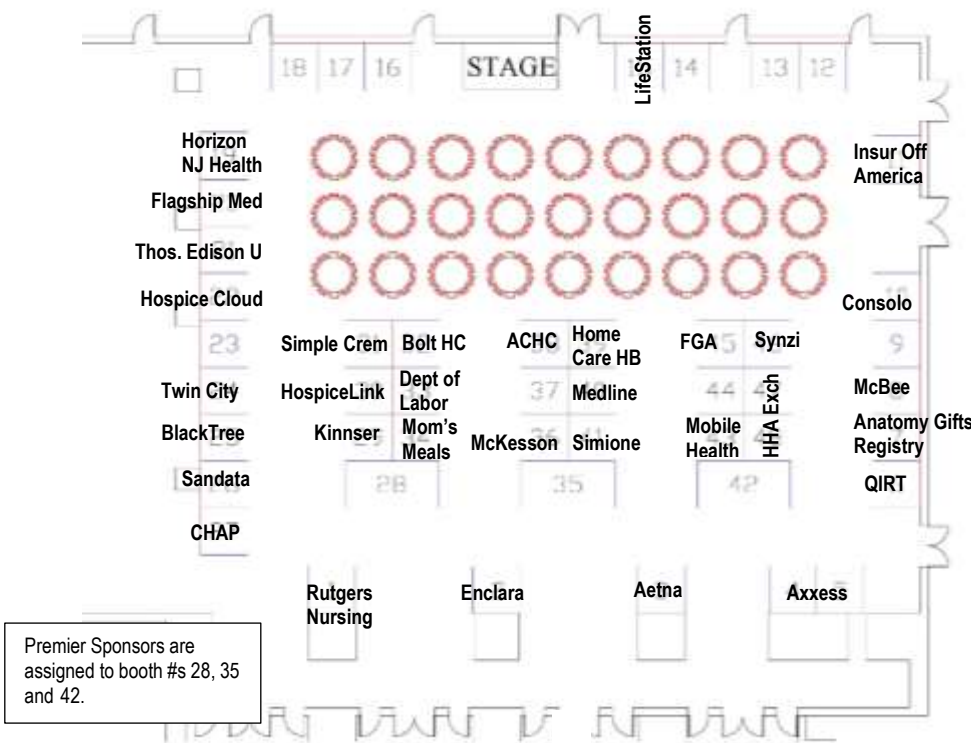 18 17 16 STAGE LifeStation 14 13 12
Horizon
NJ Health
Insur Off
America
Flagship Med
Thos. Edison U
Hospice Cloud
Consolo
23 Simple Crem Bolt HC ACHC Home
Care HB
FGA Synzi 9
Twin City HospiceLink Dept of
Labor
37 Medline 44 HHA Exch McBee
BlackTree Kinnser Mom's
Meals
McKesson Simione Mobile
Health
Anatomy Gifts
Registry
Sandata 28 35 42 QIRT
CHAP
Rutgers
Nursing
Enclara Aetna Axxess
Premier Sponsors are
assigned to booth #s 28, 35
and 42.